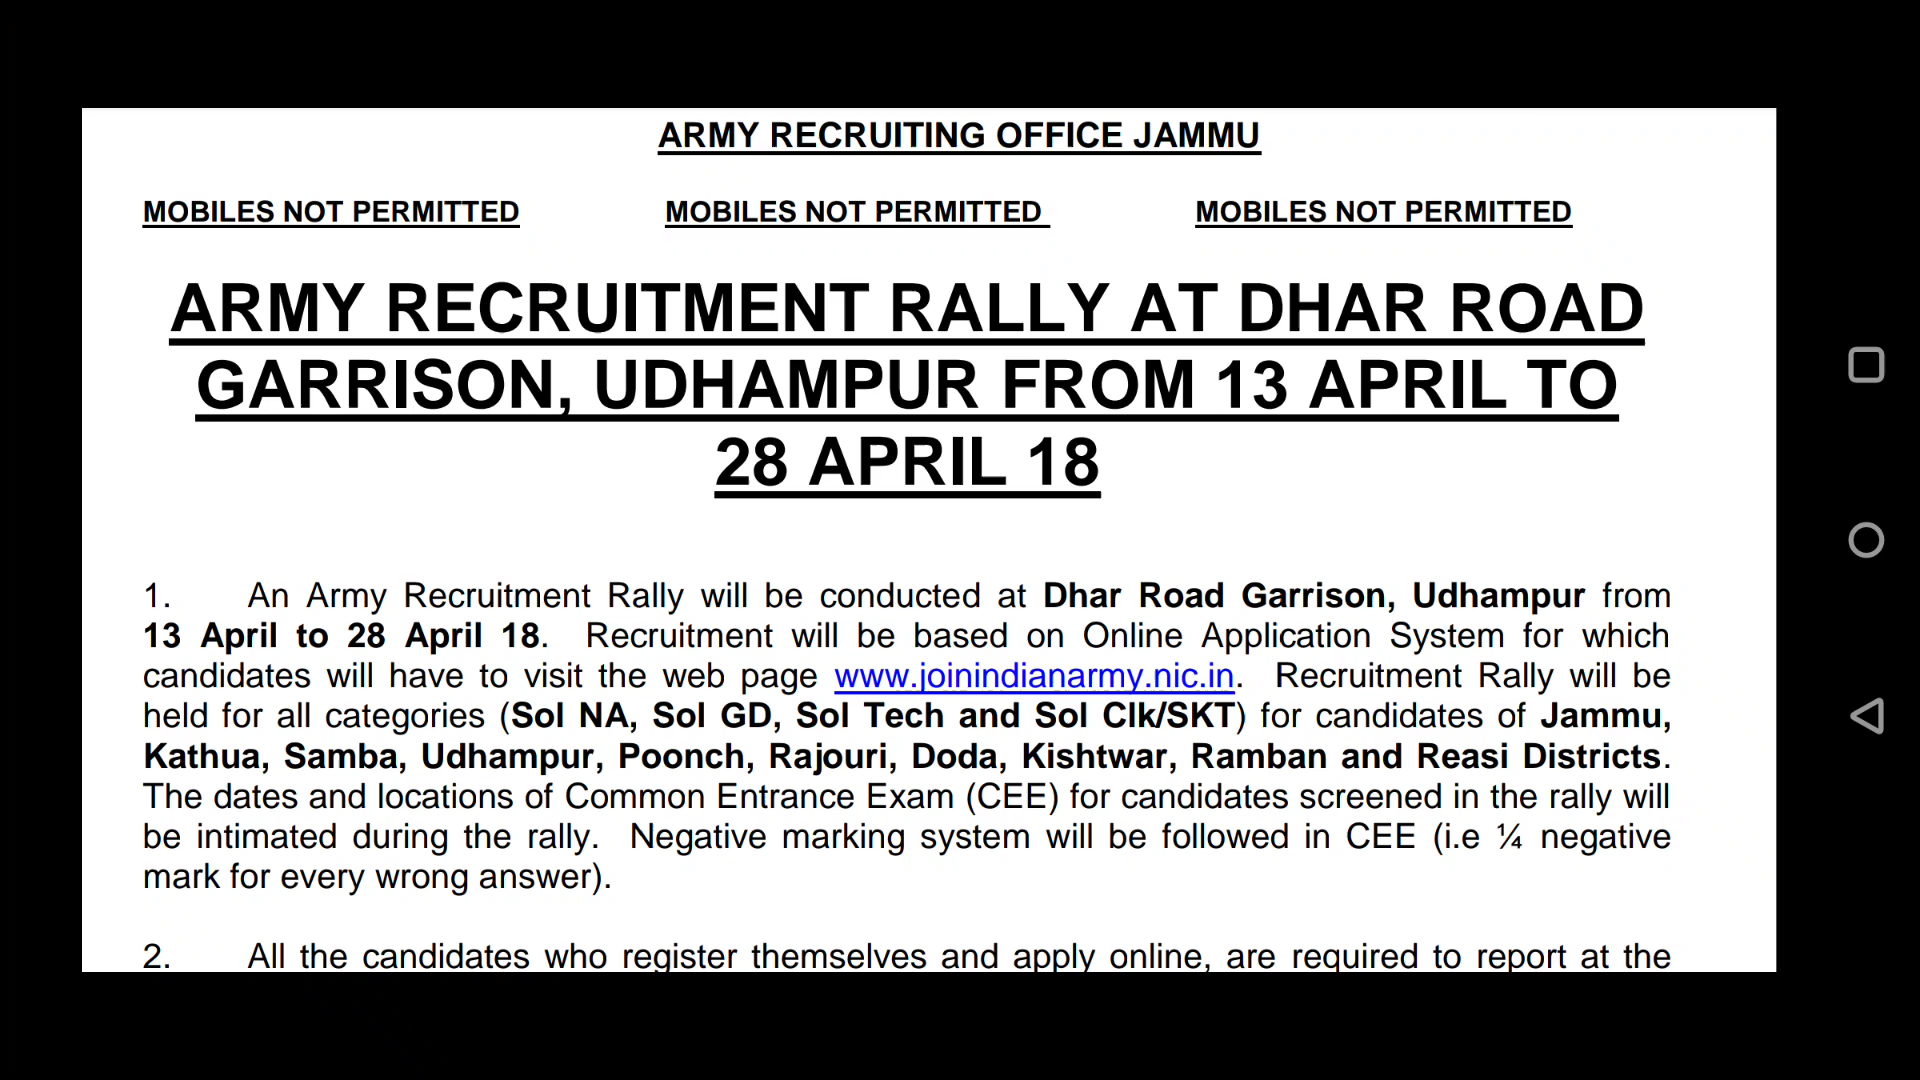 ARMY RECRUITING OFFICE JAMMU
MOBILES NOT PERMITTED MOBILES NOT PERMITTED MOBILES NOT PERMITTED
ARMY RECRUITMENT RALLY AT DHAR ROAD
GARRISON, UDHAMPUR FROM 13 APRIL TO
28 APRIL 18
1. An Army Recruitment Rally will be conducted at Dhar Road Garrison, Udhampur from
13 April to 28 April 18. Recruitment will be based on Online Application System for which
candidates will have to visit the web page www.joinindianarmy.nic.in. Recruitment Rally will be
held for all categories (Sol NA, Sol GD, Sol Tech and Sol Clk/SKT) for candidates of Jammu,
Kathua, Samba, Udhampur, Poonch, Rajouri, Doda, Kishtwar, Ramban and Reasi Districts.
The dates and locations of Common Entrance Exam (CEE) for candidates screened in the rally will
be intimated during the rally. Negative marking system will be followed in CEE (i.e ¼ negative
mark for every wrong answer).
2. All the candidates who register themselves and apply online, are required to report at the